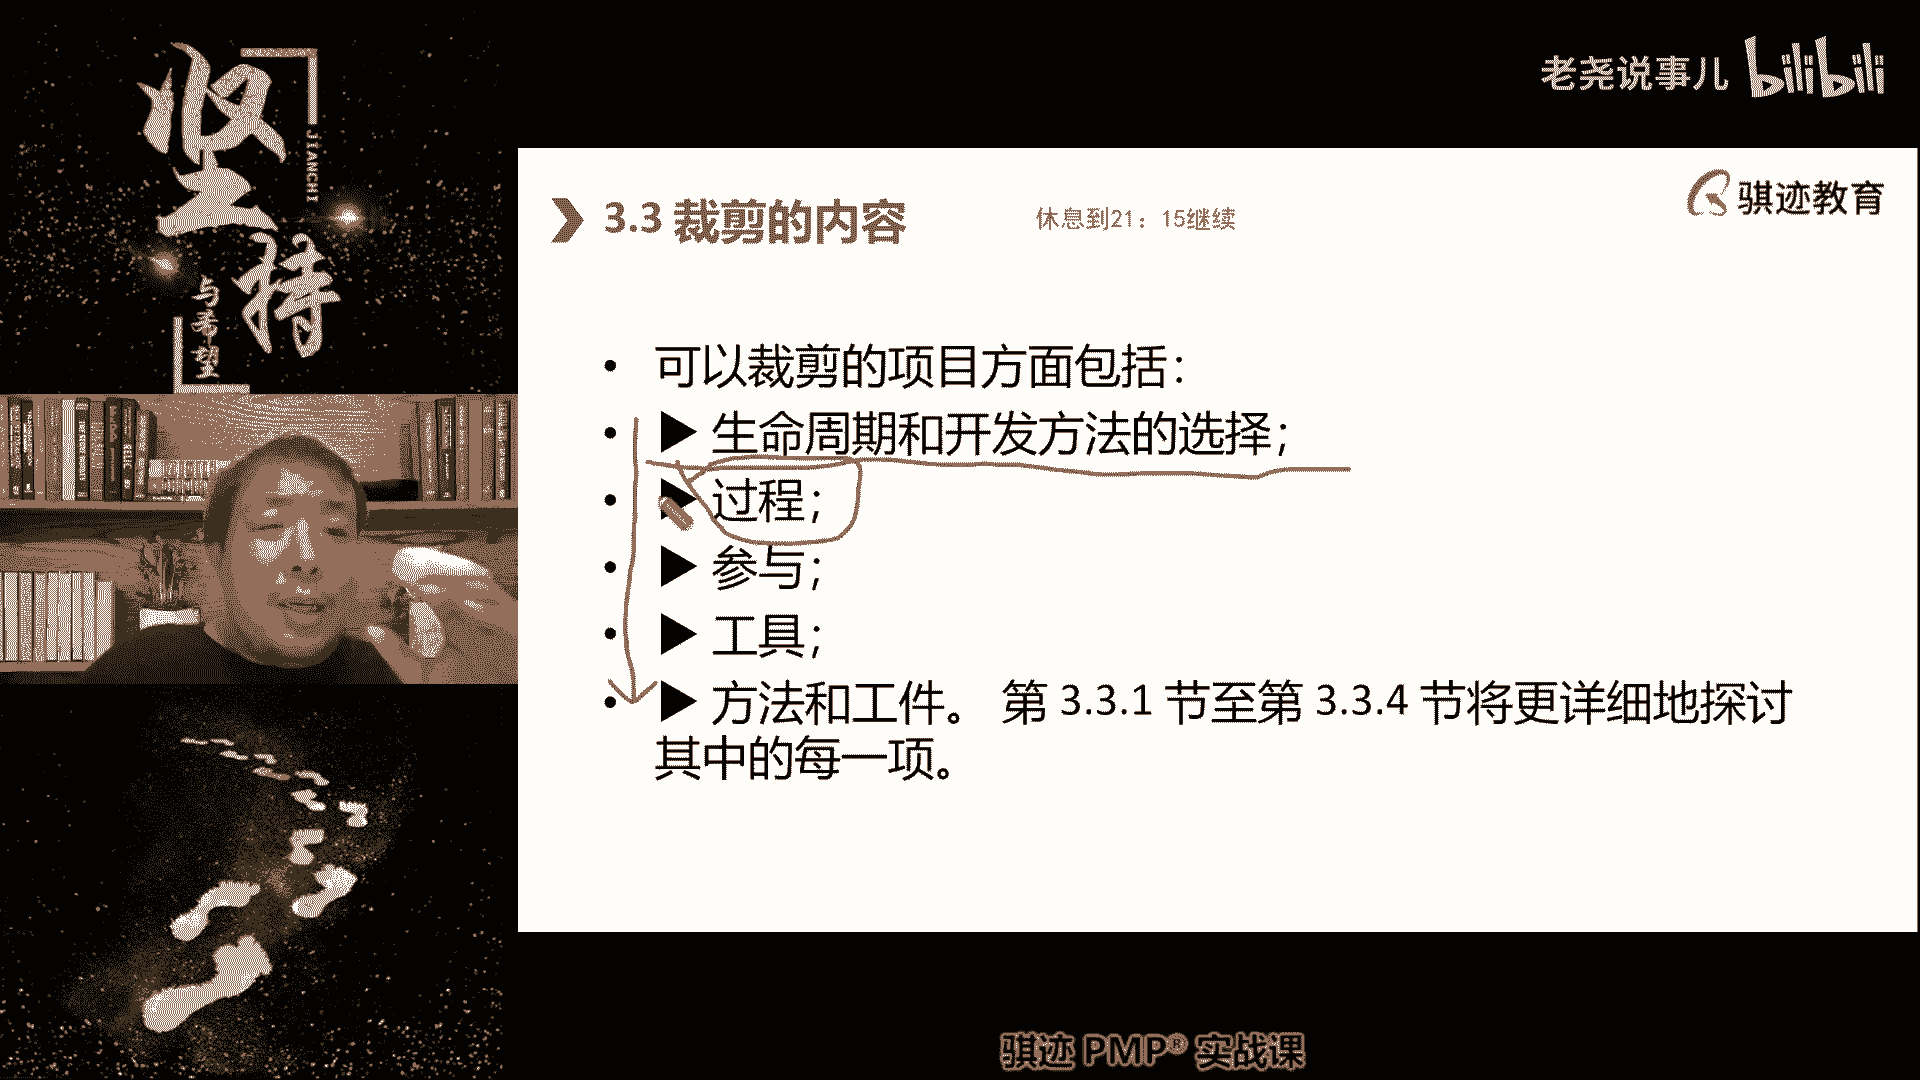 坚持
JIANCHI
与希望
老尧说事儿 bilibili
骐迹教育
3.3 裁剪的内容
休息到21：15继续
• 可以裁剪的项目方面包括：
• ▶ 生命周期和开发方法的选择；
• ▶ 过程；
• ▶ 参与；
• ▶ 工具；
• ▶ 方法和工件。 第 3.3.1 节至第 3.3.4 节将更详细地探讨
其中的每一项。
骐迹 PMP® 实战课